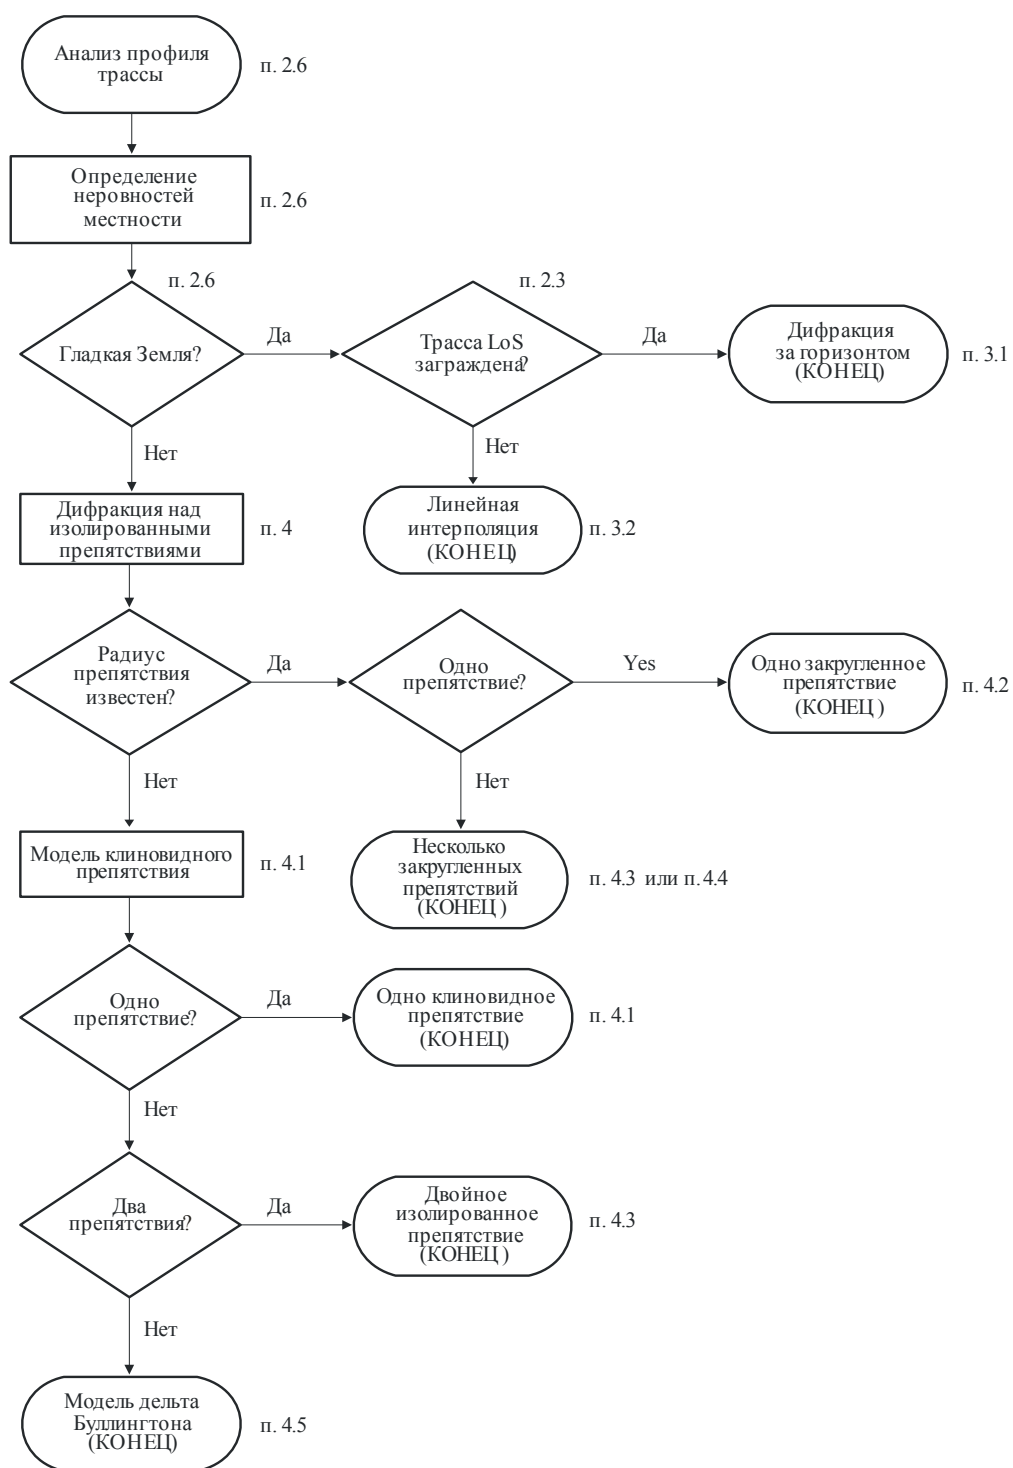 Анализ профиля
трассы
п. 2.6
Определение
неровностей
местности
п. 2.6
п. 2.6
Гладкая Земля?
Да
п. 2.3
Трасса LoS
заграждена?
Да
Дифракция
за горизонтом
(КОНЕЦ)
п. 3.1
Нет
Нет
Дифракция над
изолированными
препятствиями
п. 4
Линейная
интерполяция
(КОНЕЦ)
п. 3.2
Радиус
препятствия
известен?
Да
Одно
препятствие?
Yes
Одно закругленное
препятствие
(КОНЕЦ )
п. 4.2
Нет
Нет
Модель клиновидного
препятствия
п. 4.1
Несколько
закругленных
препятствий
(КОНЕЦ )
п. 4.3 или п. 4.4
Одно
препятствие?
Да
Одно клиновидное
препятствие
(КОНЕЦ)
п. 4.1
Нет
Два
препятствия?
Да
Двойное
изолированное
препятствие
(КОНЕЦ )
п. 4.3
Нет
Модель дельта
Буллингтона
(КОНЕЦ)
п. 4.5